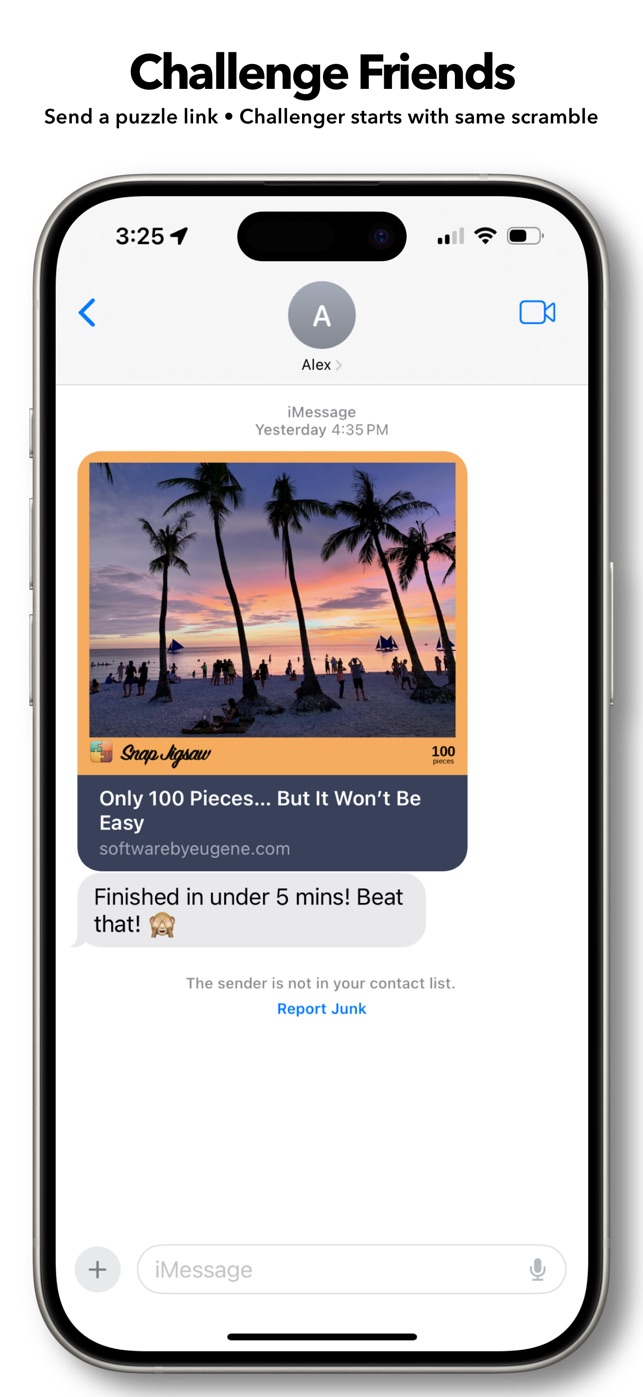 Challenge Friends
Send a puzzle link • Challenger starts with same scramble
3:25
A
Alex
iMessage
Yesterday 4:35 PM
Snap Jigsaw
100
pieces
Only 100 Pieces... But It Won’t Be
Easy
softwarebyeugene.com
Finished in under 5 mins! Beat
that! 🙈
The sender is not in your contact list.
Report Junk
iMessage